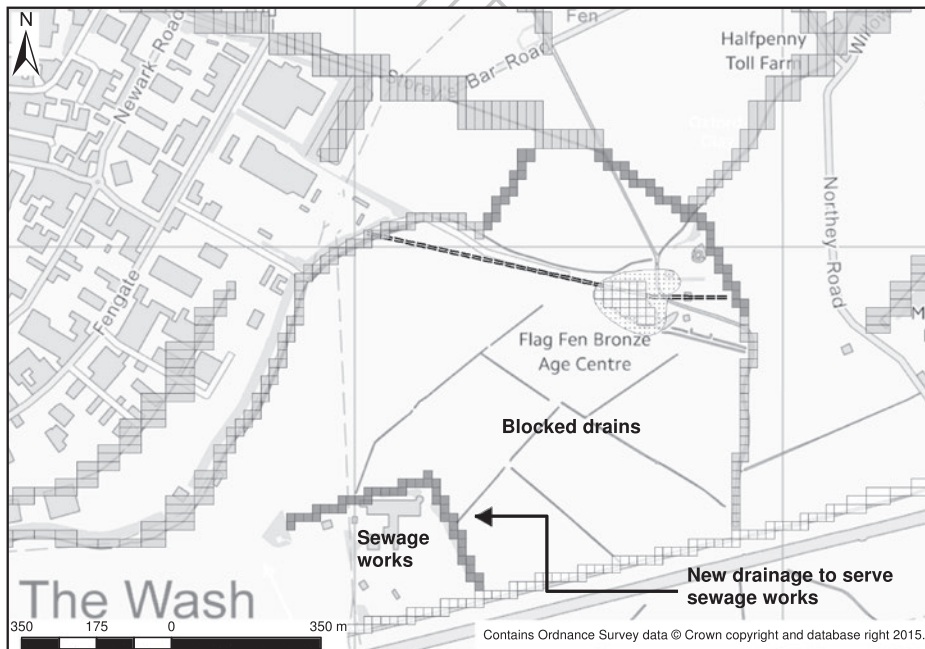 N
Newark Road
Fen
Storey's Bar Road
Halfpenny
Toll Farm
Willow
Northey Road
Fengate
Flag Fen Bronze
Age Centre
Blocked drains
Sewage
works
New drainage to serve
sewage works
The Wash
350 175 0 350 m
Contains Ordnance Survey data © Crown copyright and database right 2015.